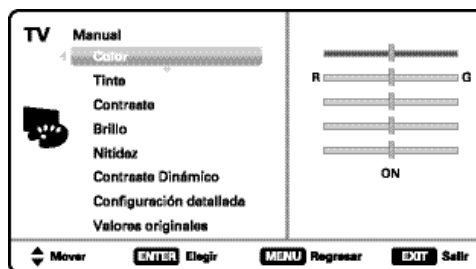 TV Manual
Color
Tinte
R G
Contraste
Brillo
Nitidez
Contraste Dinámico ON
Configuración detallada
Valores originales
Mover ENTER Elegir MENU Regresar EXIT Salir